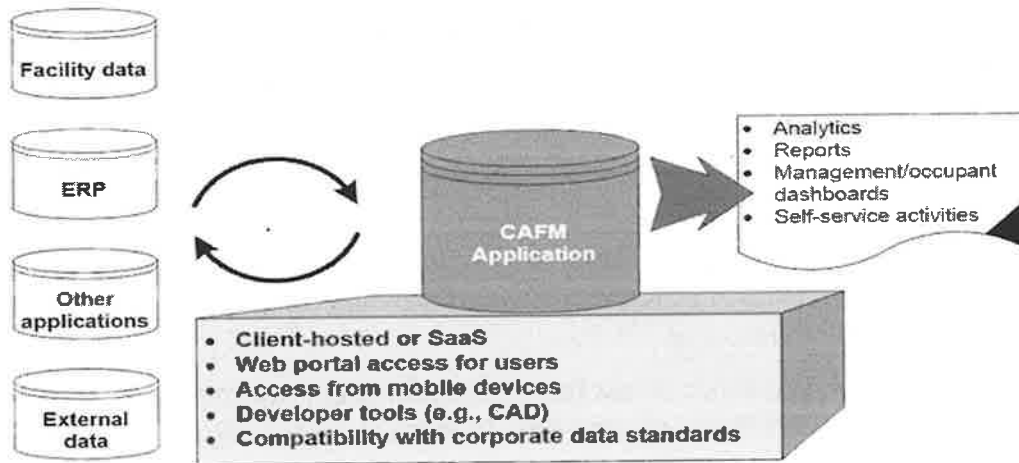 Facility data
ERP
Other
applications
External
data
CAFM
Application
• Analytics
• Reports
• Management/occupant
dashboards
• Self-service activities
• Client-hosted or SaaS
• Web portal access for users
• Access from mobile devices
• Developer tools (e.g., CAD)
• Compatibility with corporate data standards